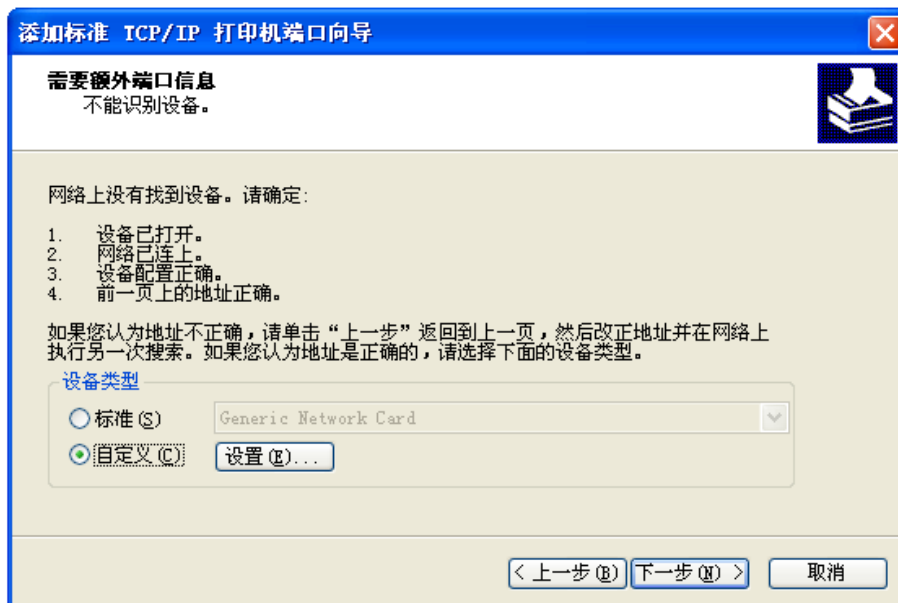 添加标准 TCP/IP 打印机端口向导
需要额外端口信息
不能识别设备。
网络上没有找到设备。请确定:
1. 设备已打开。
2. 网络已连上。
3. 设备配置正确。
4. 前一页上的地址正确。
如果您认为地址不正确,请单击“上一步”返回到上一页,然后改正地址并在网络上
执行另一次搜索。如果您认为地址是正确的,请选择下面的设备类型。
设备类型
标准(S) Generic Network Card
自定义(C) 设置(E)...
< 上一步(B) 下一步(N) > 取消